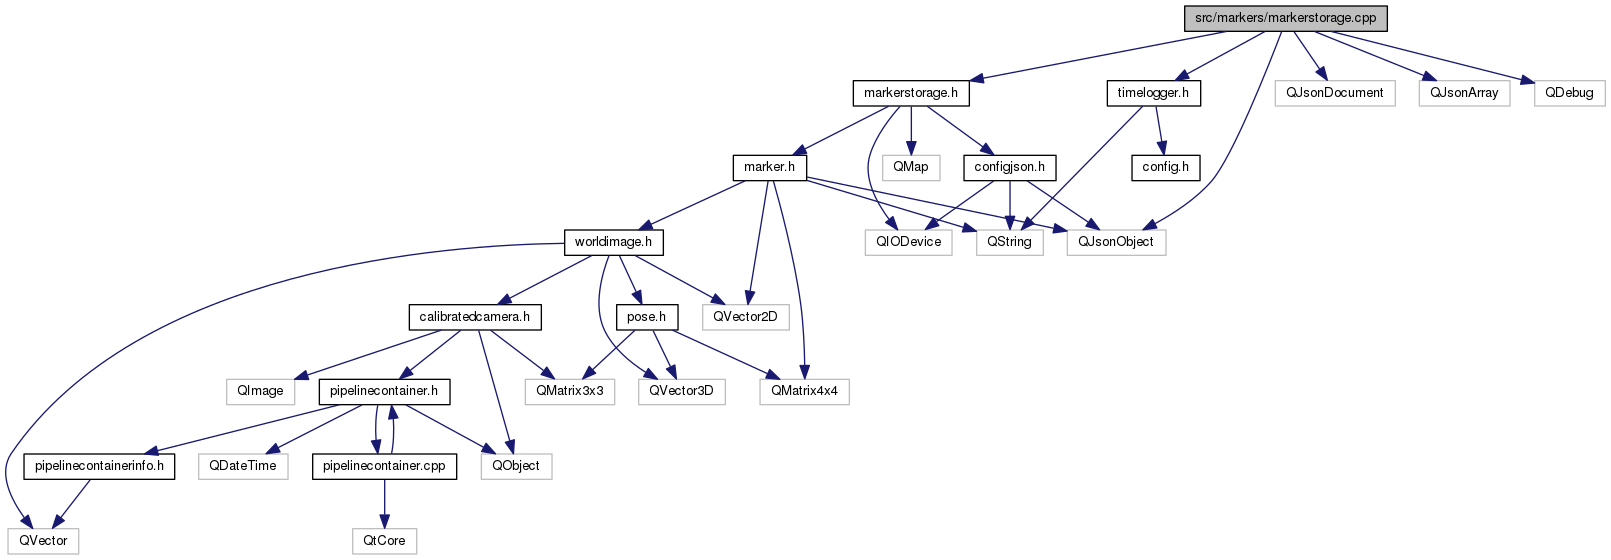 src/markers/markerstorage.cpp
markerstorage.h
timelogger.h
QJsonDocument
QJsonArray
QDebug
marker.h
QMap
configjson.h
config.h
worldimage.h
QIODevice
QString
QJsonObject
calibratedcamera.h
pose.h
QVector2D
QImage
pipelinecontainer.h
QMatrix3x3
QVector3D
QMatrix4x4
pipelinecontainerinfo.h
QDateTime
pipelinecontainer.cpp
QObject
QVector
QtCore